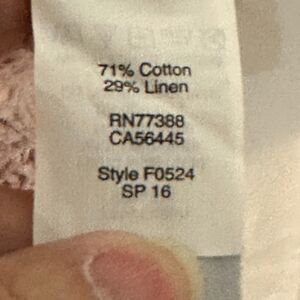 71% Cotton
29% Linen
RN77388
CA56445
Style F0524
SP 16